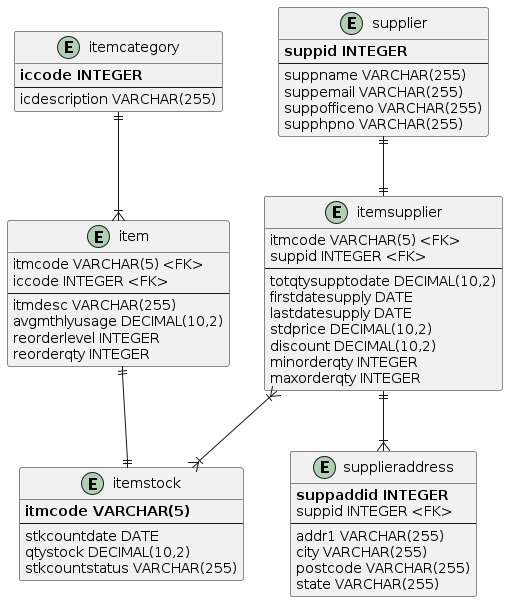 E itemcategory
iccode INTEGER
icdescription VARCHAR(255)
E supplier
suppid INTEGER
suppname VARCHAR(255)
suppemail VARCHAR(255)
suppofficeno VARCHAR(255)
supphpno VARCHAR(255)
E item
itmcode VARCHAR(5) <FK>
iccode INTEGER <FK>
itmdesc VARCHAR(255)
avgmthlyusage DECIMAL(10,2)
reorderlevel INTEGER
reorderqty INTEGER
E itemsupplier
itmcode VARCHAR(5) <FK>
suppid INTEGER <FK>
totqtysupptodate DECIMAL(10,2)
firstdatesupply DATE
lastdatesupply DATE
stdprice DECIMAL(10,2)
discount DECIMAL(10,2)
minorderqty INTEGER
maxorderqty INTEGER
E itemstock
itmcode VARCHAR(5)
stkcountdate DATE
qtystock DECIMAL(10,2)
stkcountstatus VARCHAR(255)
E supplieraddress
suppaddid INTEGER
suppid INTEGER <FK>
addr1 VARCHAR(255)
city VARCHAR(255)
postcode VARCHAR(255)
state VARCHAR(255)